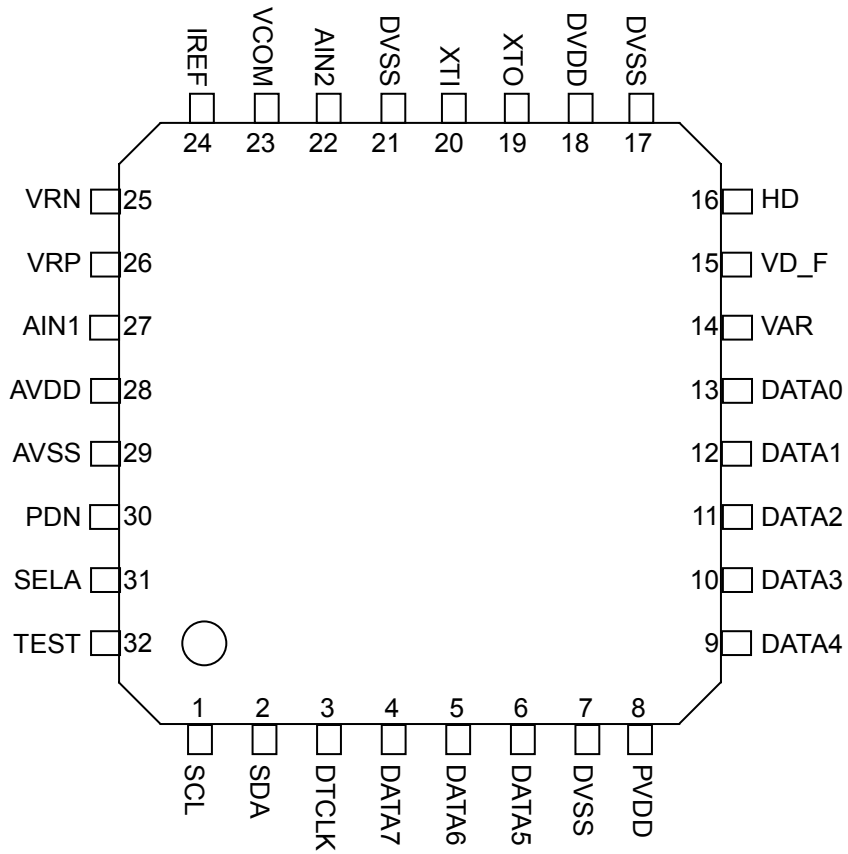 IREF VCOM AIN2 DVSS XTI XTO DVDD DVSS
24 23 22 21 20 19 18 17
VRN 25 16 HD
VRP 26 15 VD_F
AIN1 27 14 VAR
AVDD 28 13 DATA0
AVSS 29 12 DATA1
PDN 30 11 DATA2
SELA 31 10 DATA3
TEST 32 9 DATA4
1 2 3 4 5 6 7 8
SCL SDA DTCLK DATA7 DATA6 DATA5 DVSS PVDD